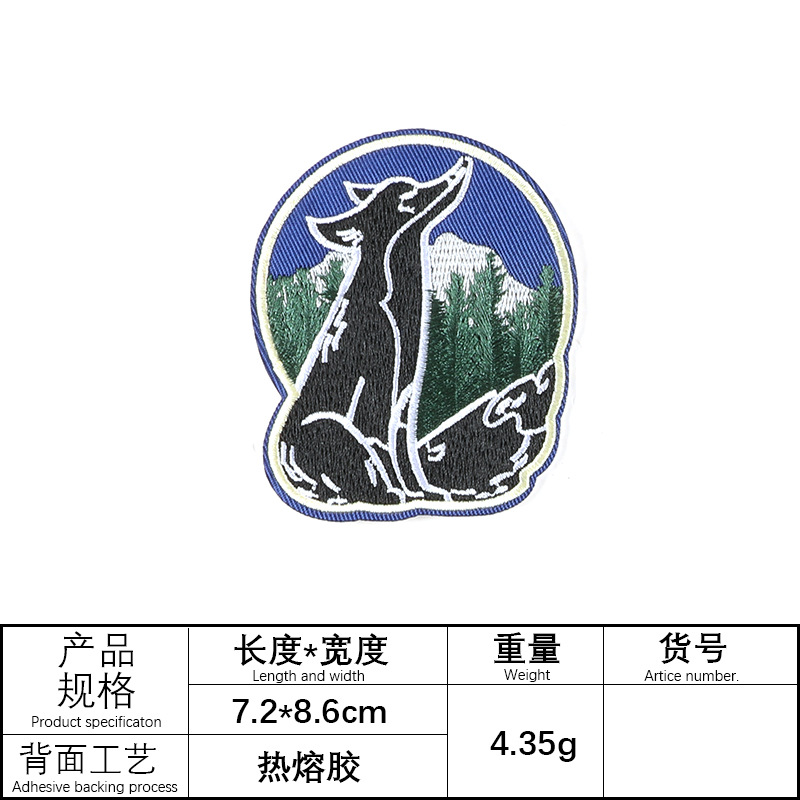 产品
规格
Product specificaton
长度*宽度
Length and width
重量
Weight
货号
Artice number.
7.2*8.6cm
4.35g
背面工艺
Adhesive backing process
热熔胶